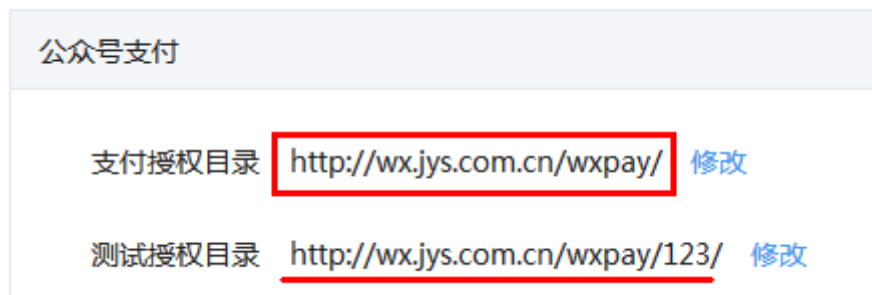 公众号支付
支付授权目录 http://wx.jys.com.cn/wxpay/ 修改
测试授权目录 http://wx.jys.com.cn/wxpay/123/ 修改